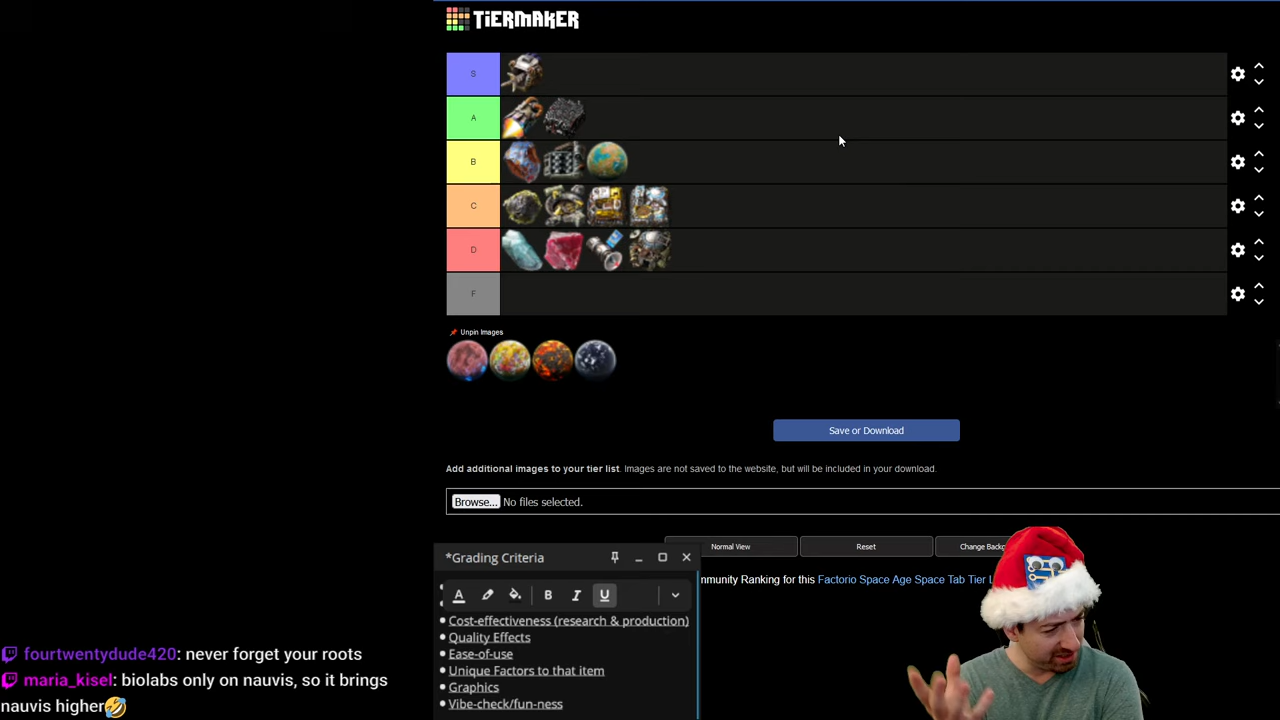 TiERMAKER
S
A
B
C
D
F
Unpin Images
Save or Download
Add additional images to your tier list. Images are not saved to the website, but will be included in your download.
Browse... No files selected.
*Grading Criteria
Normal View
Reset
Change Backg
mmunity Ranking for this Factorio Space Age Space Tab Tier L
A B I U
Cost-effectiveness (research & production)
Quality Effects
Ease-of-use
Unique Factors to that item
Graphics
Vibe-check/fun-ness
fourtwentydude420: never forget your roots
maria_kisel: biolabs only on nauvis, so it brings
nauvis higher🤣